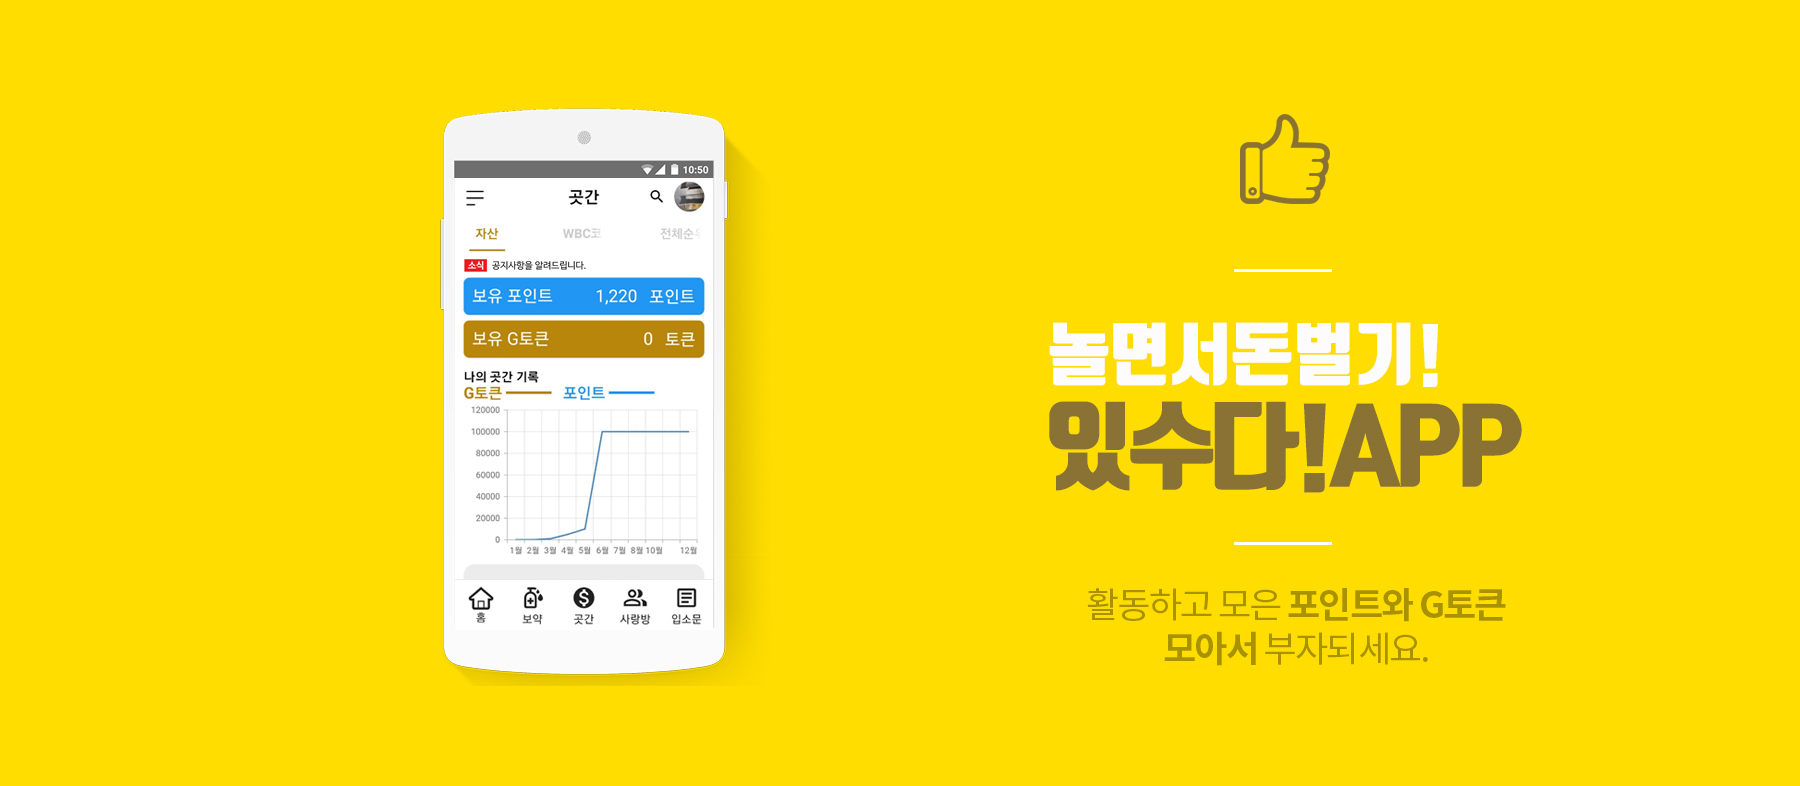 10:50
곳간
자산 WBC코 전체순
소식 공지사항을 알려드립니다.
보유 포인트 1,220 포인트
보유 G토큰 0 토큰
나의 곳간 기록
G토큰 포인트
120000
100000
80000
60000
40000
20000
0
1월 2월 3월 4월 5월 6월 7월 8월 10월 12월
홈 보약 곳간 사랑방 입소문
놀면서돈벌기!
있수다!APP
활동하고 모은 포인트와 G토큰
모아서 부자되세요.